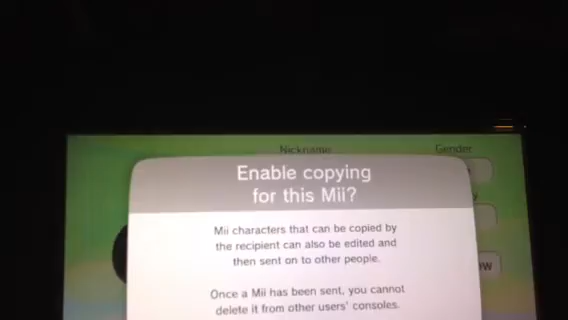 Nickname
Gender
Enable copying
for this Mii?
Mii characters that can be copied by
the recipient can also be edited and
then sent on to other people.
Once a Mii has been sent, you cannot
delete it from other users' consoles.